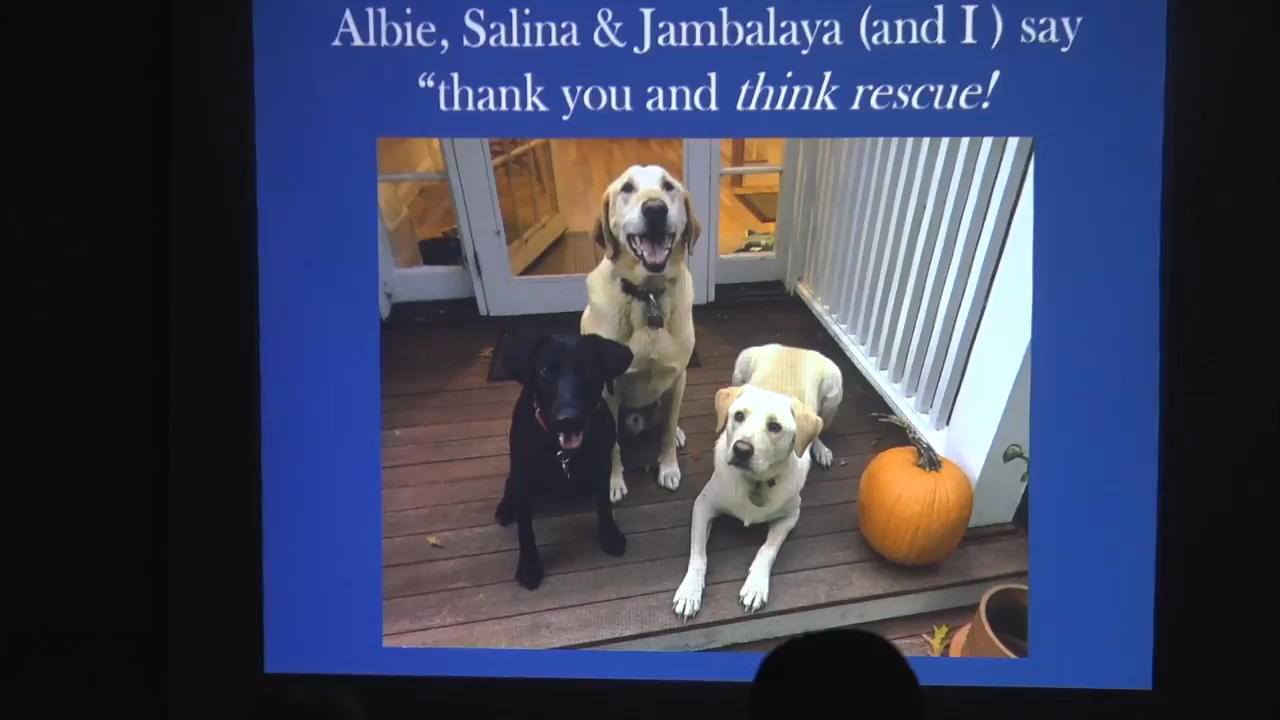 Albie, Salina & Jambalaya (and I ) say
“thank you and think rescue!